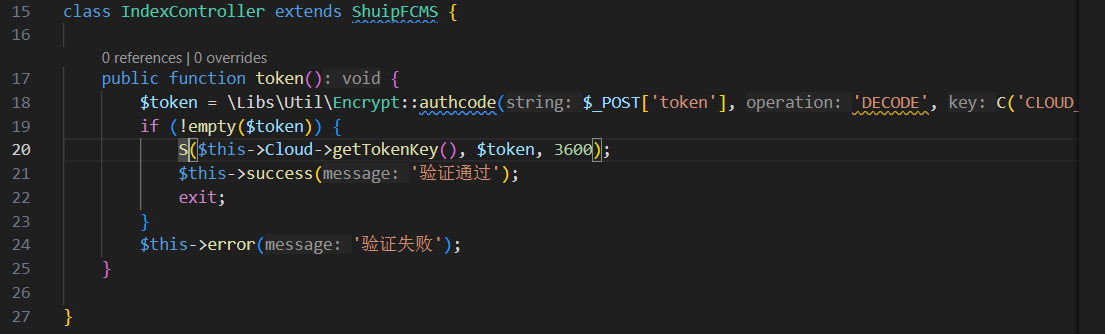 15 class IndexController extends ShuipFCMS {
16
0 references | 0 overrides
17 public function token(): void {
18 $token = \Libs\Util\Encrypt::authcode(string: $_POST['token'], operation: 'DECODE', key: C('CLOUD_
19 if (!empty($token)) {
20 S($this->Cloud->getTokenKey(), $token, 3600);
21 $this->success(message: '验证通过');
22 exit;
23 }
24 $this->error(message: '验证失败');
25 }
26
27 }